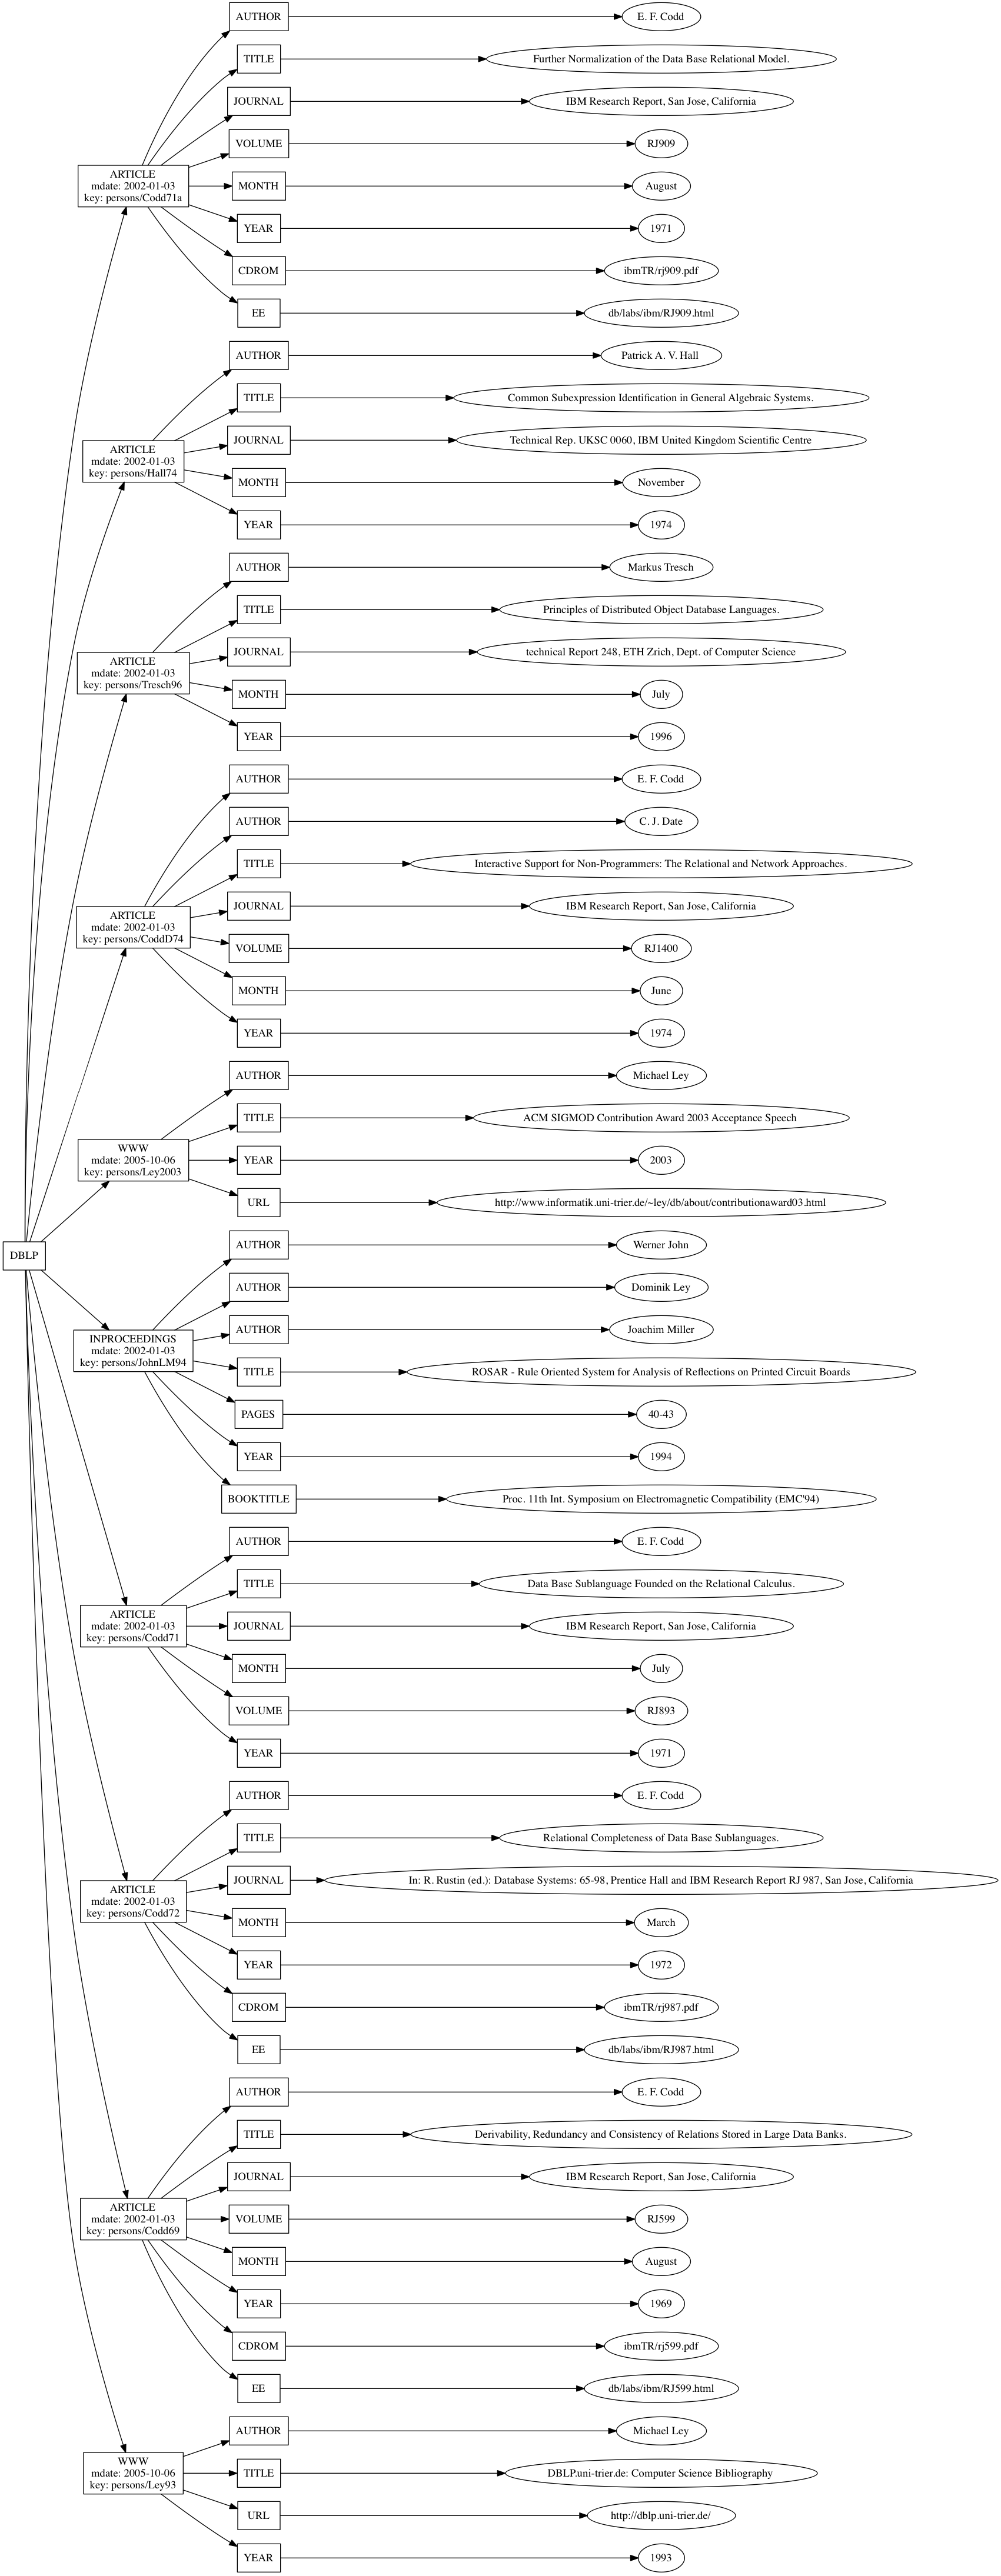 AUTHOR
E. F. Codd
TITLE
Further Normalization of the Data Base Relational Model.
JOURNAL
IBM Research Report, San Jose, California
VOLUME
RJ909
ARTICLE
mdate: 2002-01-03
key: persons/Codd71a
MONTH
August
YEAR
1971
CDROM
ibmTR/rj909.pdf
EE
db/labs/ibm/RJ909.html
AUTHOR
Patrick A. V. Hall
TITLE
Common Subexpression Identification in General Algebraic Systems.
JOURNAL
Technical Rep. UKSC 0060, IBM United Kingdom Scientific Centre
ARTICLE
mdate: 2002-01-03
key: persons/Hall74
MONTH
November
YEAR
1974
AUTHOR
Markus Tresch
TITLE
Principles of Distributed Object Database Languages.
JOURNAL
technical Report 248, ETH Zrich, Dept. of Computer Science
ARTICLE
mdate: 2002-01-03
key: persons/Tresch96
MONTH
July
YEAR
1996
AUTHOR
E. F. Codd
AUTHOR
C. J. Date
TITLE
Interactive Support for Non-Programmers: The Relational and Network Approaches.
JOURNAL
IBM Research Report, San Jose, California
ARTICLE
mdate: 2002-01-03
key: persons/CoddD74
VOLUME
RJ1400
MONTH
June
YEAR
1974
AUTHOR
Michael Ley
TITLE
ACM SIGMOD Contribution Award 2003 Acceptance Speech
WWW
mdate: 2005-10-06
key: persons/Ley2003
YEAR
2003
URL
http://www.informatik.uni-trier.de/~ley/db/about/contributionaward03.html
DBLP
AUTHOR
Werner John
AUTHOR
Dominik Ley
AUTHOR
Joachim Miller
INPROCEEDINGS
mdate: 2002-01-03
key: persons/JohnLM94
TITLE
ROSAR - Rule Oriented System for Analysis of Reflections on Printed Circuit Boards
PAGES
40-43
YEAR
1994
BOOKTITLE
Proc. 11th Int. Symposium on Electromagnetic Compatibility (EMC'94)
AUTHOR
E. F. Codd
TITLE
Data Base Sublanguage Founded on the Relational Calculus.
ARTICLE
mdate: 2002-01-03
key: persons/Codd71
JOURNAL
IBM Research Report, San Jose, California
MONTH
July
VOLUME
RJ893
YEAR
1971
AUTHOR
E. F. Codd
TITLE
Relational Completeness of Data Base Sublanguages.
JOURNAL
In: R. Rustin (ed.): Database Systems: 65-98, Prentice Hall and IBM Research Report RJ 987, San Jose, California
ARTICLE
mdate: 2002-01-03
key: persons/Codd72
MONTH
March
YEAR
1972
CDROM
ibmTR/rj987.pdf
EE
db/labs/ibm/RJ987.html
AUTHOR
E. F. Codd
TITLE
Derivability, Redundancy and Consistency of Relations Stored in Large Data Banks.
JOURNAL
IBM Research Report, San Jose, California
ARTICLE
mdate: 2002-01-03
key: persons/Codd69
VOLUME
RJ599
MONTH
August
YEAR
1969
CDROM
ibmTR/rj599.pdf
EE
db/labs/ibm/RJ599.html
AUTHOR
Michael Ley
WWW
mdate: 2005-10-06
key: persons/Ley93
TITLE
DBLP.uni-trier.de: Computer Science Bibliography
URL
http://dblp.uni-trier.de/
YEAR
1993